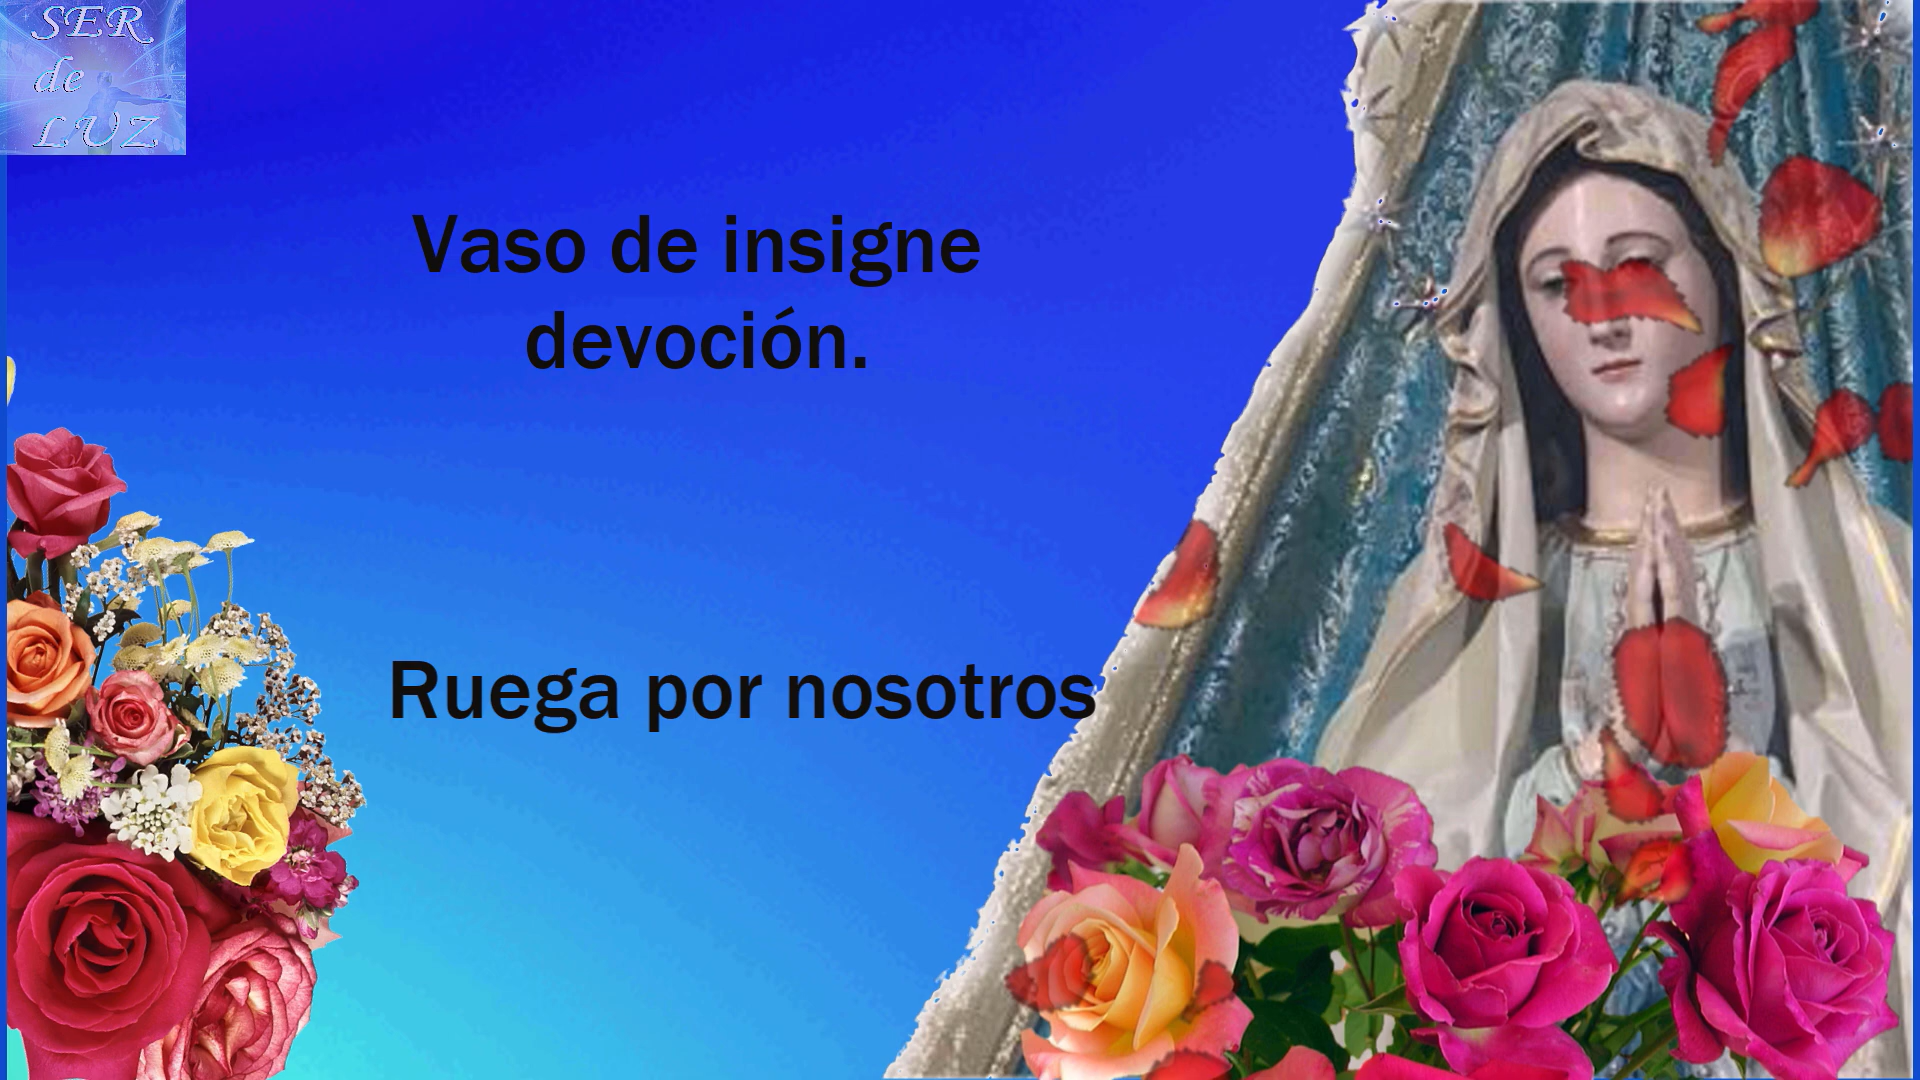 SER
de
LUZ
Vaso de insigne
devoción.
Ruega por nosotros